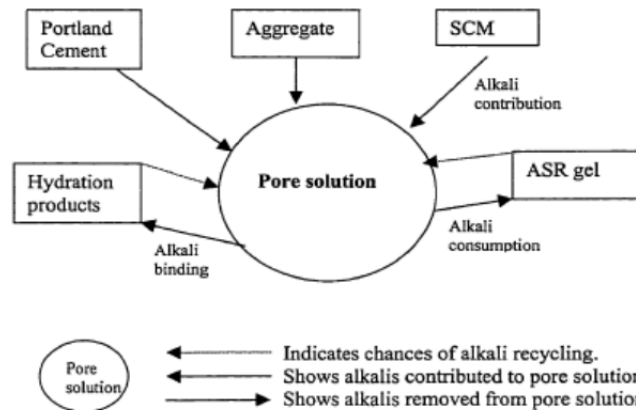 Portland
Cement
Aggregate
SCM
Alkali
contribution
Hydration
products
Pore solution
ASR gel
Alkali
binding
Alkali
consumption
Pore
solution
Indicates chances of alkali recycling.
Shows alkalis contributed to pore solution
Shows alkalis removed from pore solution